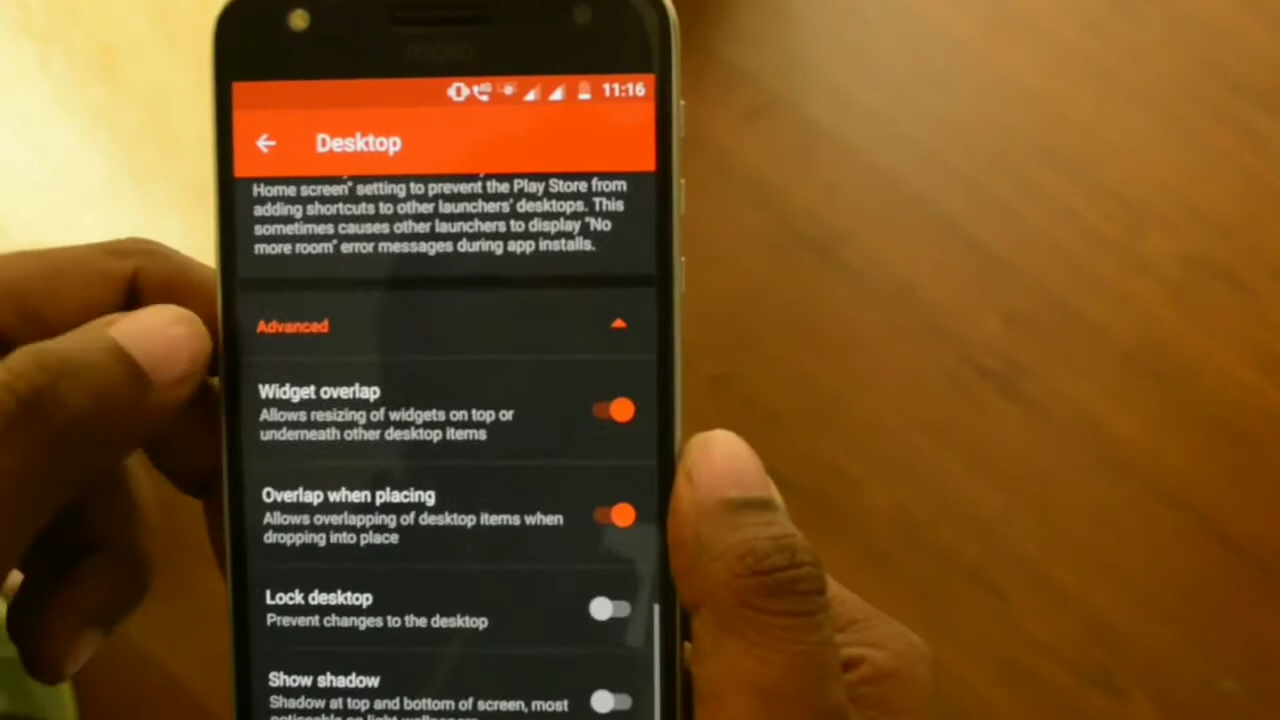 11:16
Desktop
Home screen" setting to prevent the Play Store from
adding shortcuts to other launchers' desktops. This
sometimes causes other launchers to display "No
more room" error messages during app installs.
Advanced
Widget overlap
Allows resizing of widgets on top or
underneath other desktop items
Overlap when placing
Allows overlapping of desktop items when
dropping into place
Lock desktop
Prevent changes to the desktop
Show shadow
Shadow at top and bottom of screen, most